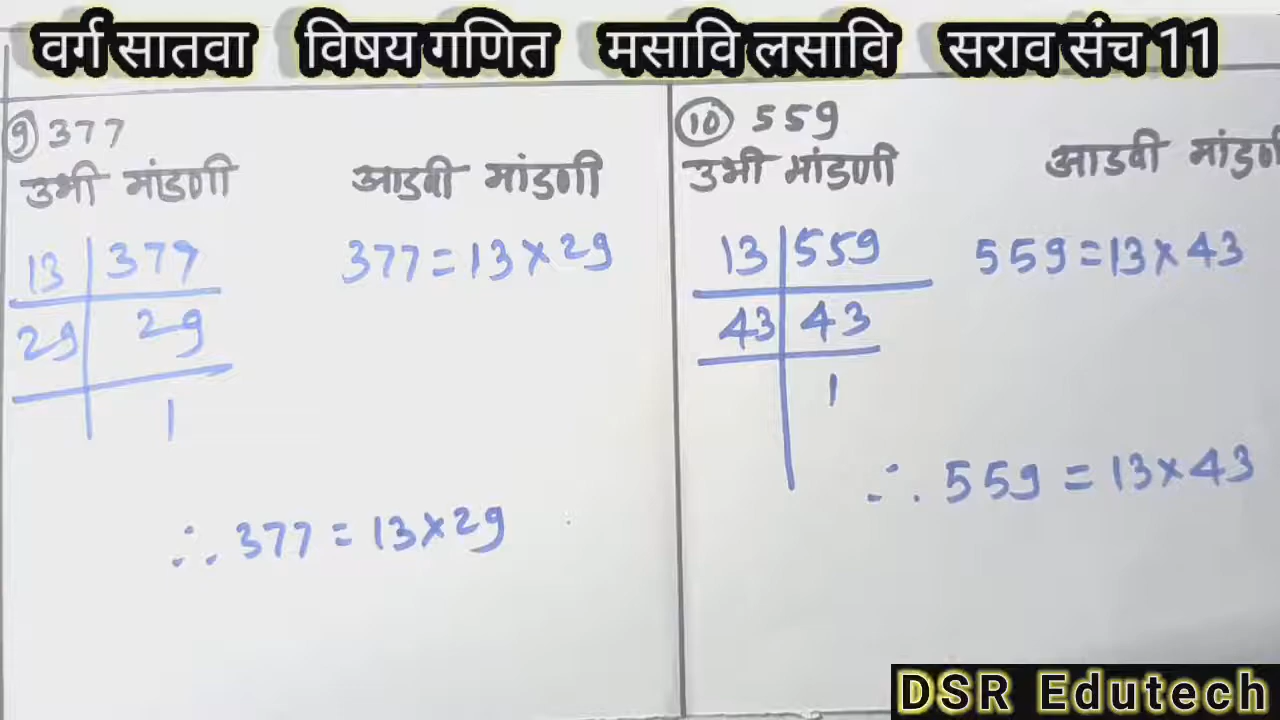 वर्ग सातवा विषय गणित मसावि लसावि सराव संच 11
9 377
उभी मांडणी आडवी मांडणी
13 377 377 = 13 × 29
29 29
1
∴ 377 = 13 × 29
10 559
उभी मांडणी आडवी मांडणी
13 559 559 = 13 × 43
43 43
1
∴ 559 = 13 × 43
DSR Edutech